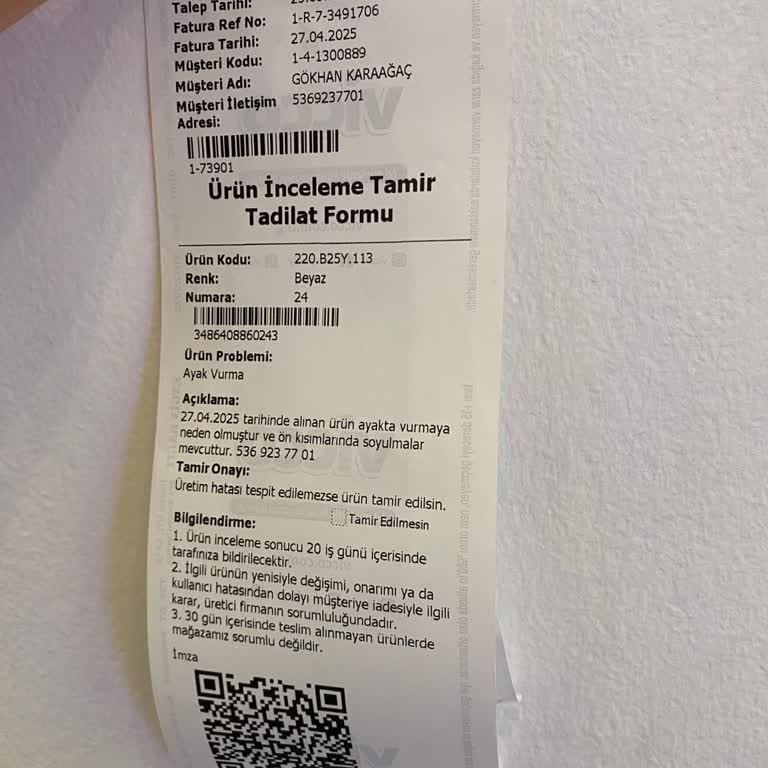 Talep Tarihi:
Fatura Ref No: 1-R-7-3491706
Fatura Tarihi: 27.04.2025
Müşteri Kodu: 1-4-1300889
Müşteri Adı: GÖKHAN KARAAĞAÇ
Müşteri İletişim 5369237701
Adresi:
1-73901
Ürün İnceleme Tamir
Tadilat Formu
Ürün Kodu: 220.B25Y.113
Renk: Beyaz
Numara: 24
3486408860243
Ürün Problemi:
Ayak Vurma
Açıklama:
27.04.2025 tarihinde alınan ürün ayakta vurmaya
neden olmuştur ve ön kısımlarında soyulmalar
mevcuttur. 536 923 77 01
Tamir Onayı:
Üretim hatası tespit edilemezse ürün tamir edilsin.
Tamir Edilmesin
Bilgilendirme:
1. Ürün inceleme sonucu 20 iş günü içerisinde
tarafınıza bildirilecektir.
2. İlgili ürünün yenisiyle değişimi, onarımı ya da
kullanıcı hatasından dolayı müşteriye iadesiyle ilgili
karar, üretici firmanın sorumluluğundadır.
3. 30 gün içerisinde teslim alınmayan ürünlerde
mağazamız sorumlu değildir.
İmza